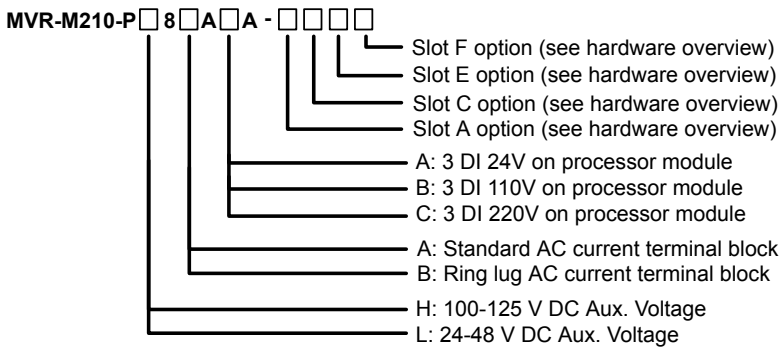 MVR-M210-P□8□A□A-□□□□
Slot F option (see hardware overview)
Slot E option (see hardware overview)
Slot C option (see hardware overview)
Slot A option (see hardware overview)
A: 3 DI 24V on processor module
B: 3 DI 110V on processor module
C: 3 DI 220V on processor module
A: Standard AC current terminal block
B: Ring lug AC current terminal block
H: 100-125 V DC Aux. Voltage
L: 24-48 V DC Aux. Voltage